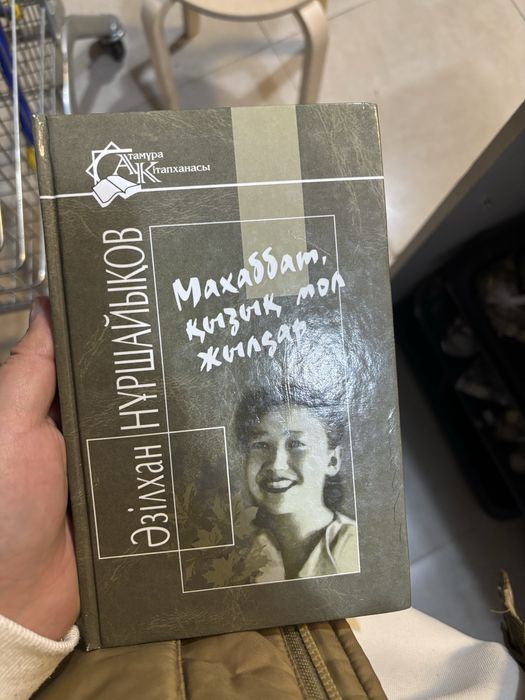 Атамұра
Кітапханасы
Әзілхан НҰРШАЙЫҚОВ
Махаббат,
қызық мол
жылдар